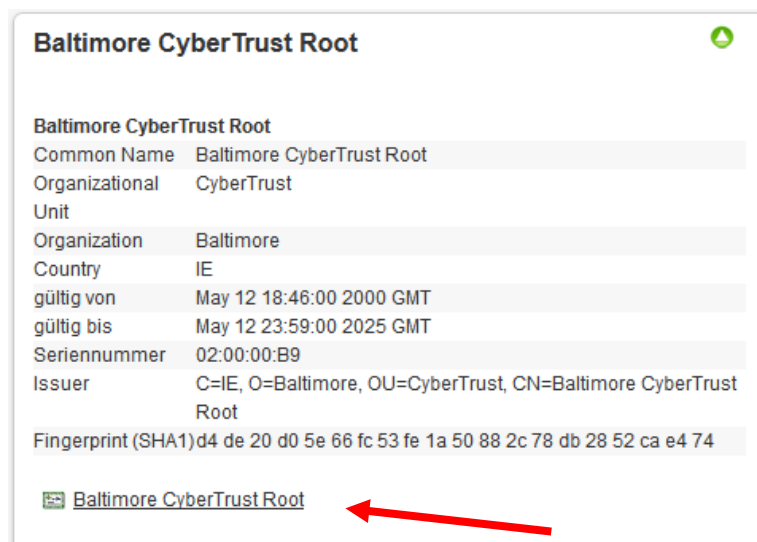 Baltimore CyberTrust Root
Baltimore CyberTrust Root
Common Name Baltimore CyberTrust Root
Organizational CyberTrust
Unit
Organization Baltimore
Country IE
gültig von May 12 18:46:00 2000 GMT
gültig bis May 12 23:59:00 2025 GMT
Seriennummer 02:00:00:B9
Issuer C=IE, O=Baltimore, OU=CyberTrust, CN=Baltimore CyberTrust
Root
Fingerprint (SHA1) d4 de 20 d0 5e 66 fc 53 fe 1a 50 88 2c 78 db 28 52 ca e4 74
Baltimore CyberTrust Root